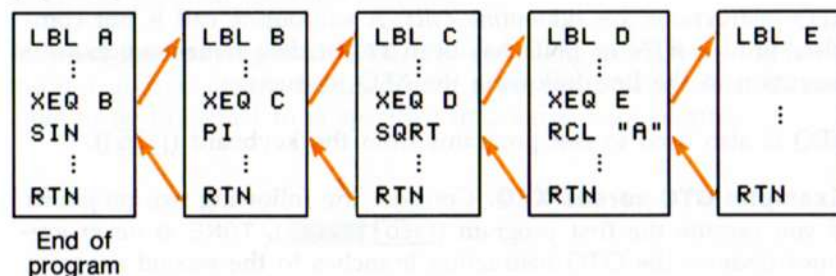 LBL A
⋮
XEQ B
SIN
⋮
RTN
End of
program
LBL B
⋮
XEQ C
PI
⋮
RTN
LBL C
⋮
XEQ D
SQRT
⋮
RTN
LBL D
⋮
XEQ E
RCL "A"
⋮
RTN
LBL E
⋮
RTN